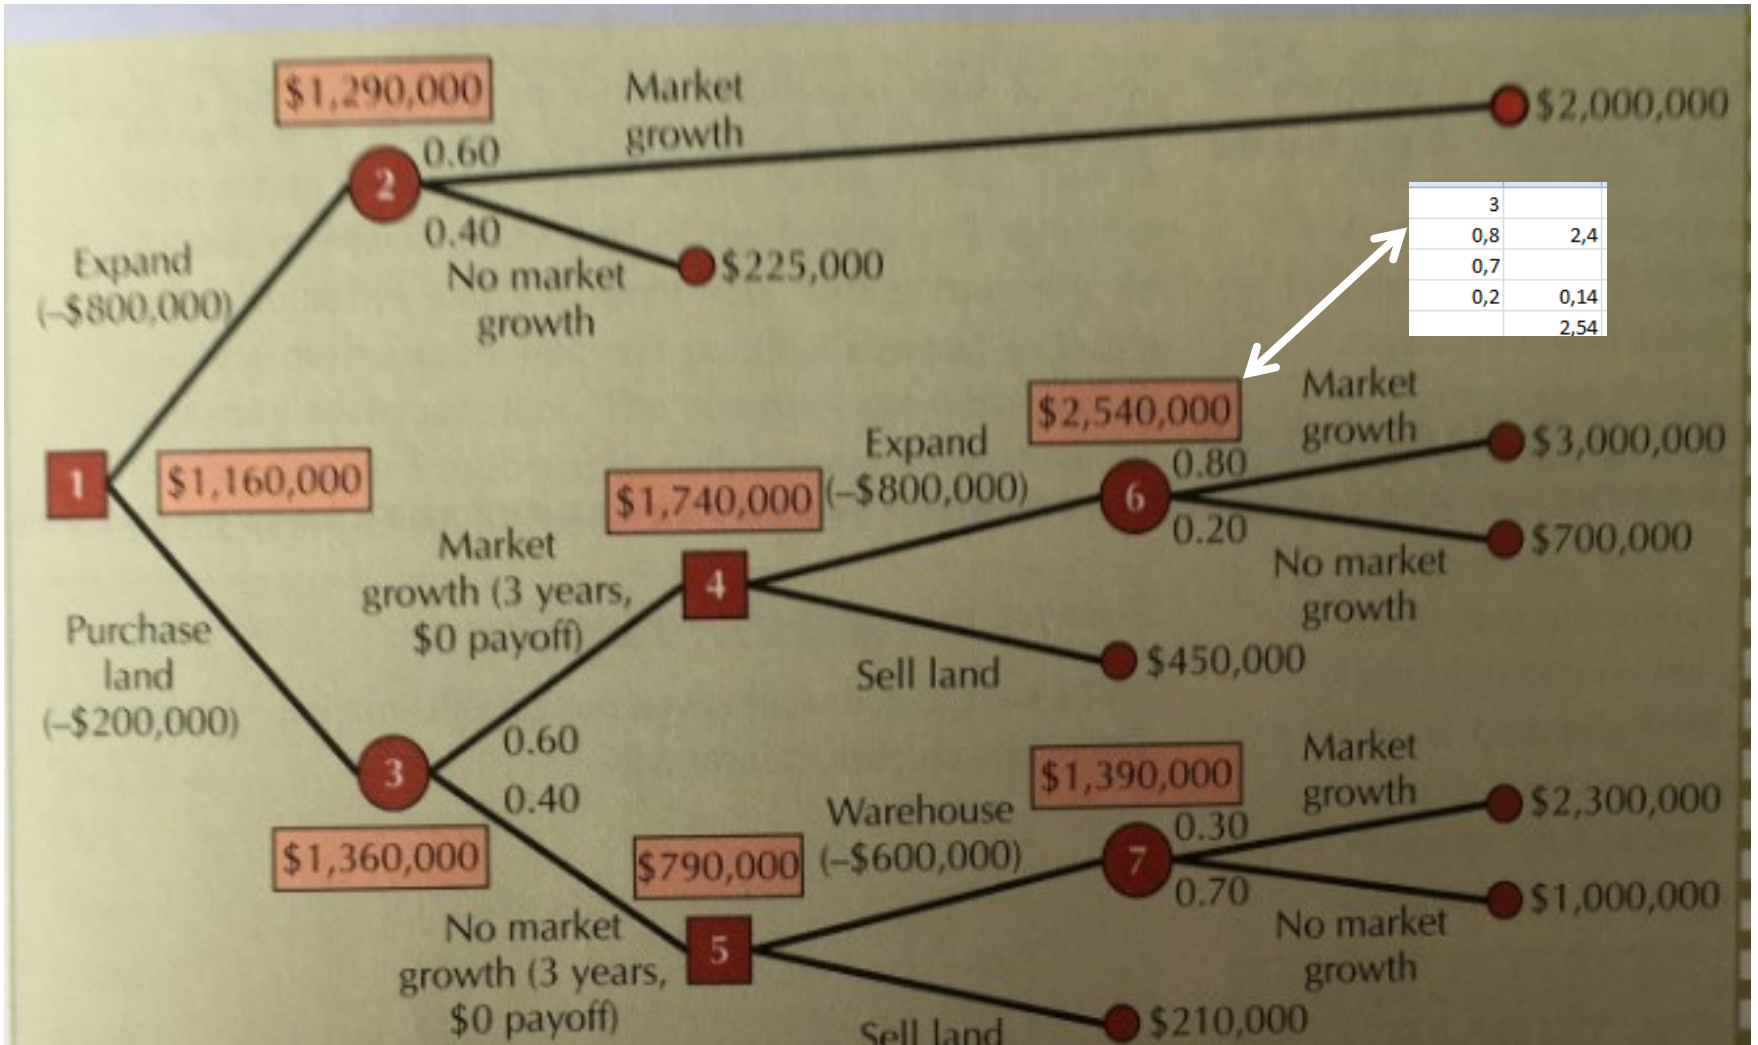 $1,290,000
Market
growth
$2,000,000
0.60
2
0.40
$225,000
No market
growth
Expand
(–$800,000)
3
0,8 2,4
0,7
0,2 0,14
2,54
1
$1,160,000
Purchase
land
(–$200,000)
Market
growth (3 years,
$0 payoff)
$1,740,000
4
Expand
(–$800,000)
$2,540,000
6
Market
growth
0.80
$3,000,000
0.20
$700,000
No market
growth
Sell land
$450,000
3
0.60
0.40
$1,360,000
No market
growth (3 years,
$0 payoff)
$790,000
5
Warehouse
(–$600,000)
$1,390,000
7
Market
growth
0.30
$2,300,000
0.70
$1,000,000
No market
growth
Sell land
$210,000